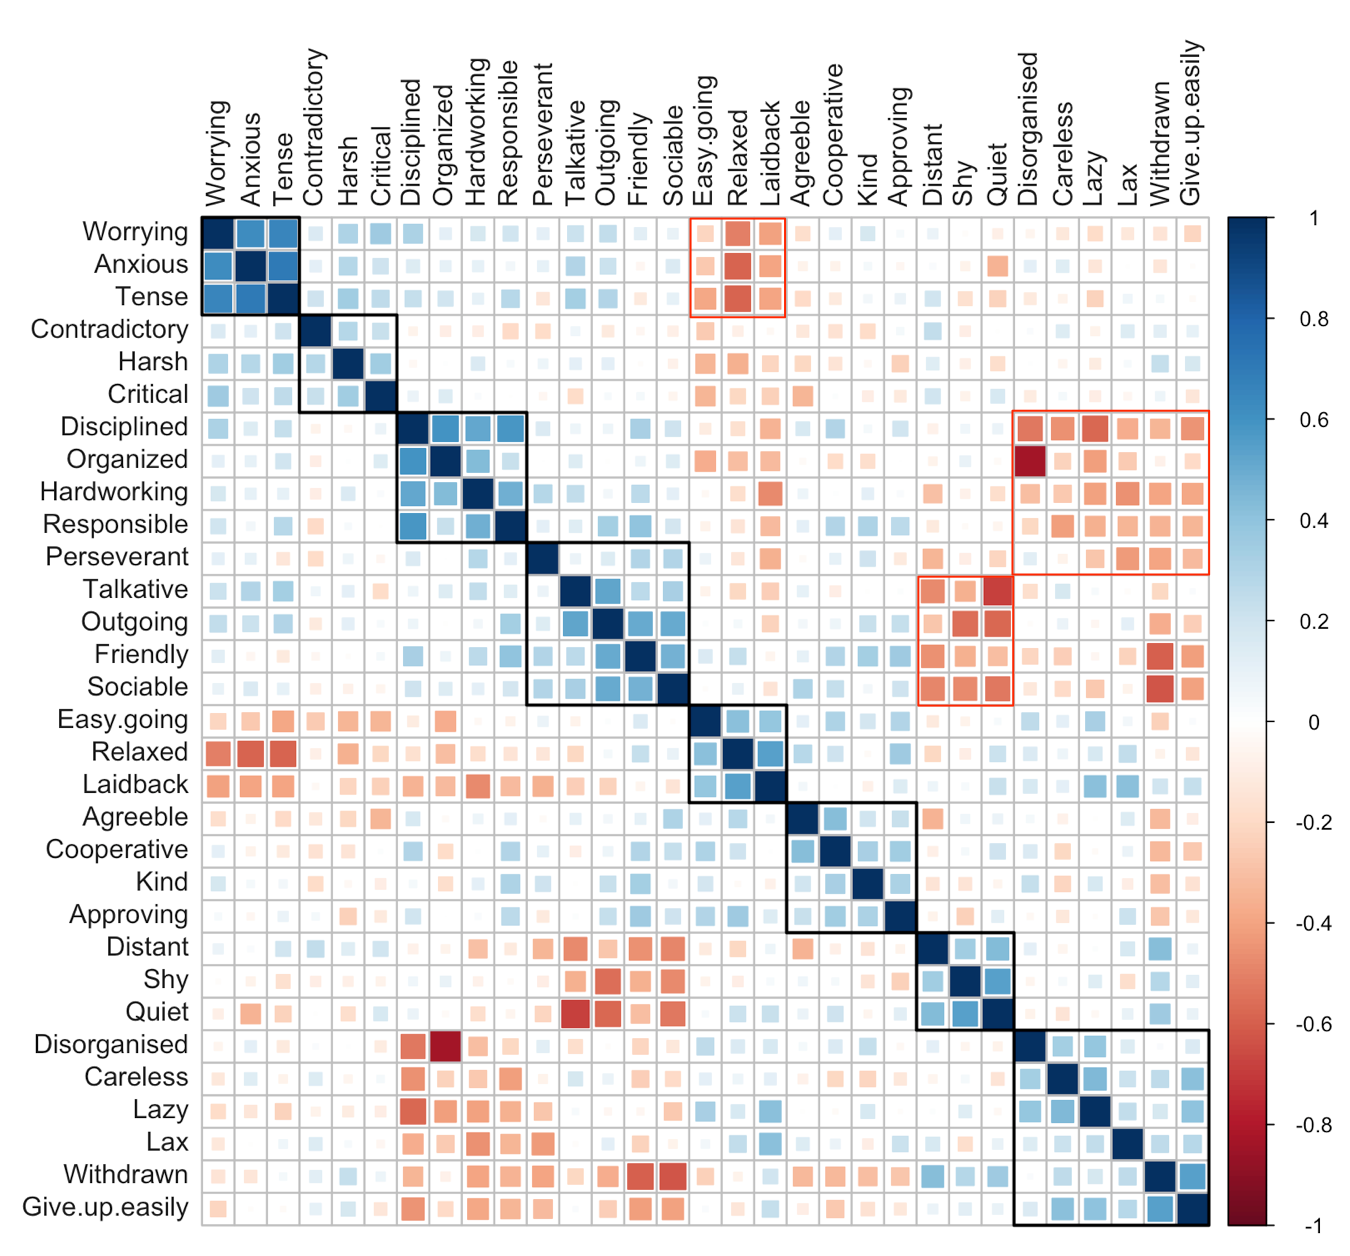 Worrying
Anxious
Tense
Contradictory
Harsh
Critical
Disciplined
Organized
Hardworking
Responsible
Perseverant
Talkative
Outgoing
Friendly
Sociable
Easy.going
Relaxed
Laidback
Agreeble
Cooperative
Kind
Approving
Distant
Shy
Quiet
Disorganised
Careless
Lazy
Lax
Withdrawn
Give.up.easily
Worrying
Anxious
Tense
Contradictory
Harsh
Critical
Disciplined
Organized
Hardworking
Responsible
Perseverant
Talkative
Outgoing
Friendly
Sociable
Easy.going
Relaxed
Laidback
Agreeble
Cooperative
Kind
Approving
Distant
Shy
Quiet
Disorganised
Careless
Lazy
Lax
Withdrawn
Give.up.easily
1
0.8
0.6
0.4
0.2
0
-0.2
-0.4
-0.6
-0.8
-1